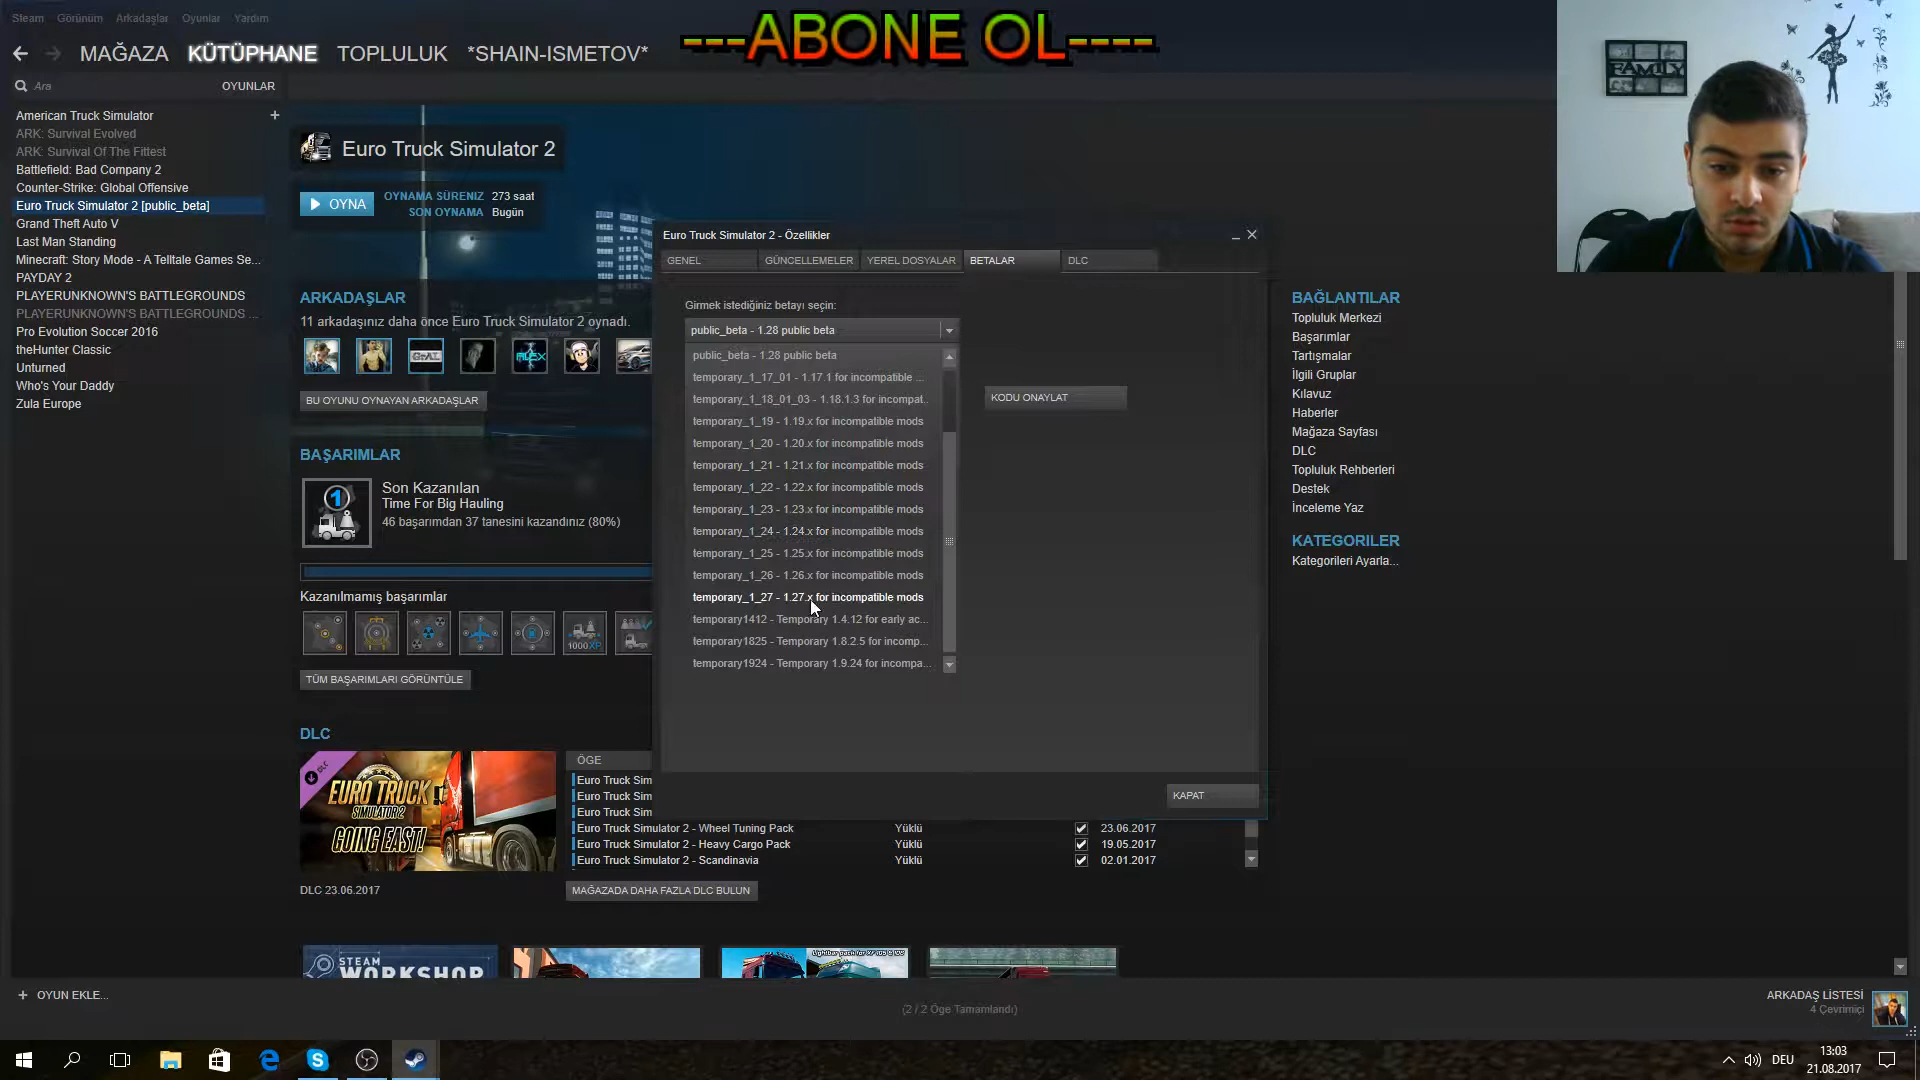 Steam Görünüm Arkadaşlar Oyunlar Yardım
---ABONE OL----
MAĞAZA KÜTÜPHANE TOPLULUK *SHAIN-ISMETOV*
FAMILY
Ara OYUNLAR
American Truck Simulator +
ARK: Survival Evolved
ARK: Survival Of The Fittest
Battlefield: Bad Company 2
Counter-Strike: Global Offensive
Euro Truck Simulator 2 [public_beta]
Grand Theft Auto V
Last Man Standing
Minecraft: Story Mode - A Telltale Games Se...
PAYDAY 2
PLAYERUNKNOWN'S BATTLEGROUNDS
PLAYERUNKNOWN'S BATTLEGROUNDS ...
Pro Evolution Soccer 2016
theHunter Classic
Unturned
Who's Your Daddy
Zula Europe
Euro Truck Simulator 2
OYNA
OYNAMA SÜRENIZ 273 saat
SON OYNAMA Bugün
ARKADAŞLAR
11 arkadaşınız daha önce Euro Truck Simulator 2 oynadı.
BU OYUNU OYNAYAN ARKADAŞLAR
BAŞARIMLAR
Son Kazanılan
Time For Big Hauling
46 başarımdan 37 tanesini kazandınız (80%)
Kazanılmamış başarımlar
1000XP
TÜM BAŞARIMLARI GÖRÜNTÜLE
DLC
DLC
EURO TRUCK
SIMULATOR 2
GOING EAST!
DLC 23.06.2017
ÖGE
Euro Truck Sim
Euro Truck Sim
Euro Truck Sim
Euro Truck Simulator 2 - Wheel Tuning Pack Yüklü 23.06.2017
Euro Truck Simulator 2 - Heavy Cargo Pack Yüklü 19.05.2017
Euro Truck Simulator 2 - Scandinavia Yüklü 02.01.2017
MAĞAZADA DAHA FAZLA DLC BULUN
STEAM
WORKSHOP
Euro Truck Simulator 2 - Özellikler
GENEL GÜNCELLEMELER YEREL DOSYALAR BETALAR DLC
Girmek istediğiniz betayı seçin:
public_beta - 1.28 public beta
public_beta - 1.28 public beta
temporary_1_17_01 - 1.17.1 for incompatible ...
temporary_1_18_01_03 - 1.18.1.3 for incompat..
temporary_1_19 - 1.19.x for incompatible mods
temporary_1_20 - 1.20.x for incompatible mods
temporary_1_21 - 1.21.x for incompatible mods
temporary_1_22 - 1.22.x for incompatible mods
temporary_1_23 - 1.23.x for incompatible mods
temporary_1_24 - 1.24.x for incompatible mods
temporary_1_25 - 1.25.x for incompatible mods
temporary_1_26 - 1.26.x for incompatible mods
temporary_1_27 - 1.27.x for incompatible mods
temporary1412 - Temporary 1.4.12 for early ac...
temporary1825 - Temporary 1.8.2.5 for incomp...
temporary1924 - Temporary 1.9.24 for incompa...
KODU ONAYLAT
KAPAT
BAĞLANTILAR
Topluluk Merkezi
Başarımlar
Tartışmalar
İlgili Gruplar
Kılavuz
Haberler
Mağaza Sayfası
DLC
Topluluk Rehberleri
Destek
İnceleme Yaz
KATEGORILER
Kategorileri Ayarla...
+ OYUN EKLE...
(2 / 2 Öge Tamamlandı)
ARKADAŞ LİSTESİ
4 Çevrimiçi
DEU
13:03
21.08.2017